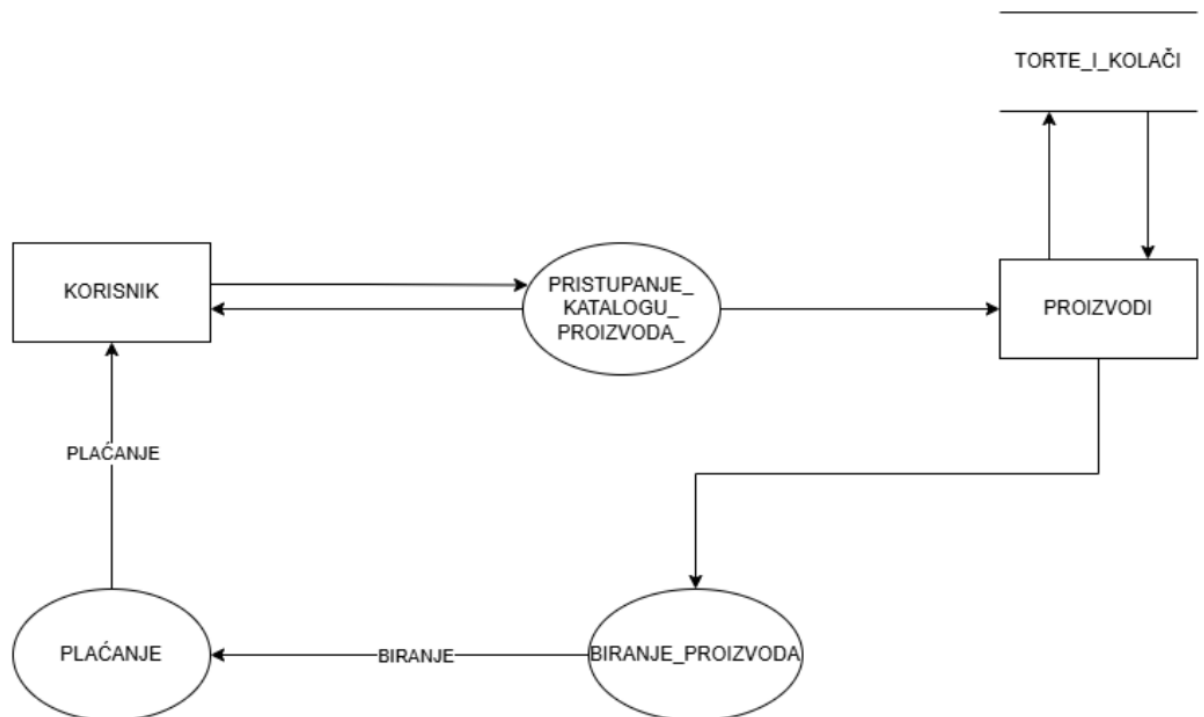 TORTE_I_KOLAČI
KORISNIK
PRISTUPANJE_
KATALOGU_
PROIZVODA_
PROIZVODI
PLAĆANJE
PLAĆANJE
BIRANJE
BIRANJE_PROIZVODA